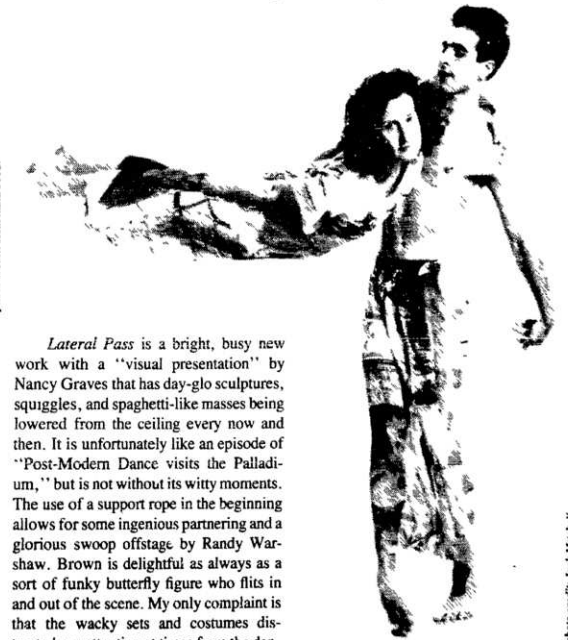 Lateral Pass is a bright, busy new
work with a "visual presentation" by
Nancy Graves that has day-glo sculptures,
squiggles, and spaghetti-like masses being
lowered from the ceiling every now and
then. It is unfortunately like an episode of
"Post-Modern Dance visits the Palladi-
um," but is not without its witty moments.
The use of a support rope in the beginning
allows for some ingenious partnering and a
glorious swoop offstage by Randy War-
shaw. Brown is delightful as always as a
sort of funky butterfly figure who flits in
and out of the scene. My only complaint is
that the wacky sets and costumes dis-